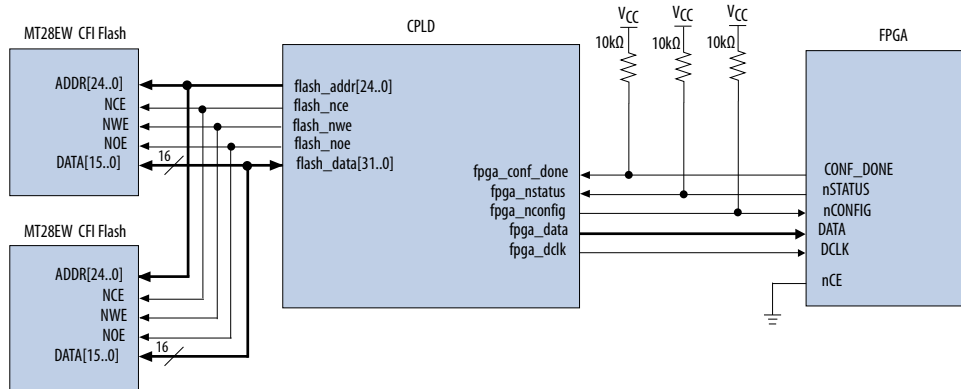 MT28EW CFI Flash
ADDR[24..0]
NCE
NWE
NOE
DATA[15..0]
16
MT28EW CFI Flash
ADDR[24..0]
NCE
NWE
NOE
DATA[15..0]
16
CPLD
flash_addr[24..0]
flash_nce
flash_nwe
flash_noe
flash_data[31..0]
fpga_conf_done
fpga_nstatus
fpga_nconfig
fpga_data
fpga_dclk
VCC VCC VCC
10kΩ 10kΩ 10kΩ
FPGA
CONF_DONE
nSTATUS
nCONFIG
DATA
DCLK
nCE